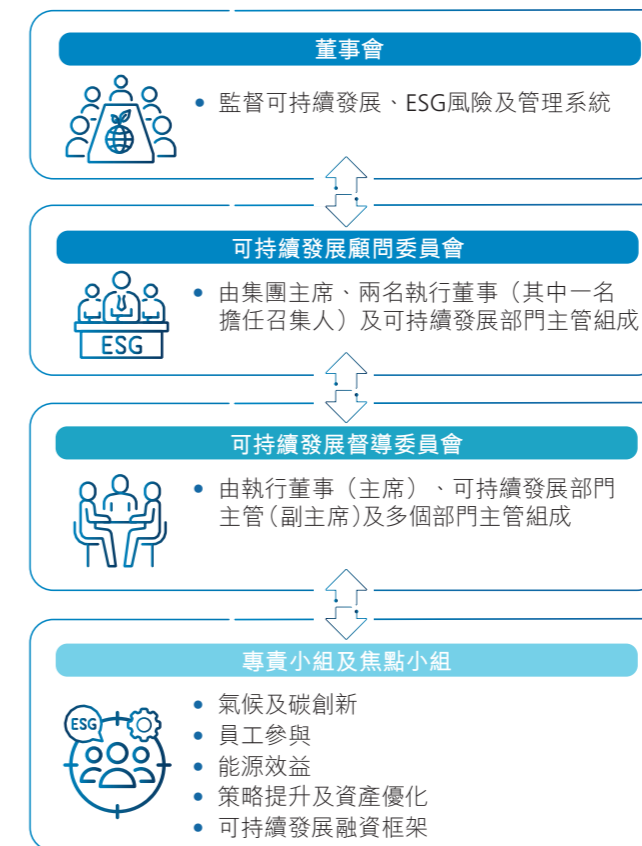 董事會
• 監督可持續發展、ESG風險及管理系統
可持續發展顧問委員會
• 由集團主席、兩名執行董事（其中一名
擔任召集人）及可持續發展部門主管組成
ESG
可持續發展督導委員會
• 由執行董事（主席）、可持續發展部門
主管（副主席）及多個部門主管組成
專責小組及焦點小組
ESG
• 氣候及碳創新
• 員工參與
• 能源效益
• 策略提升及資產優化
• 可持續發展融資框架